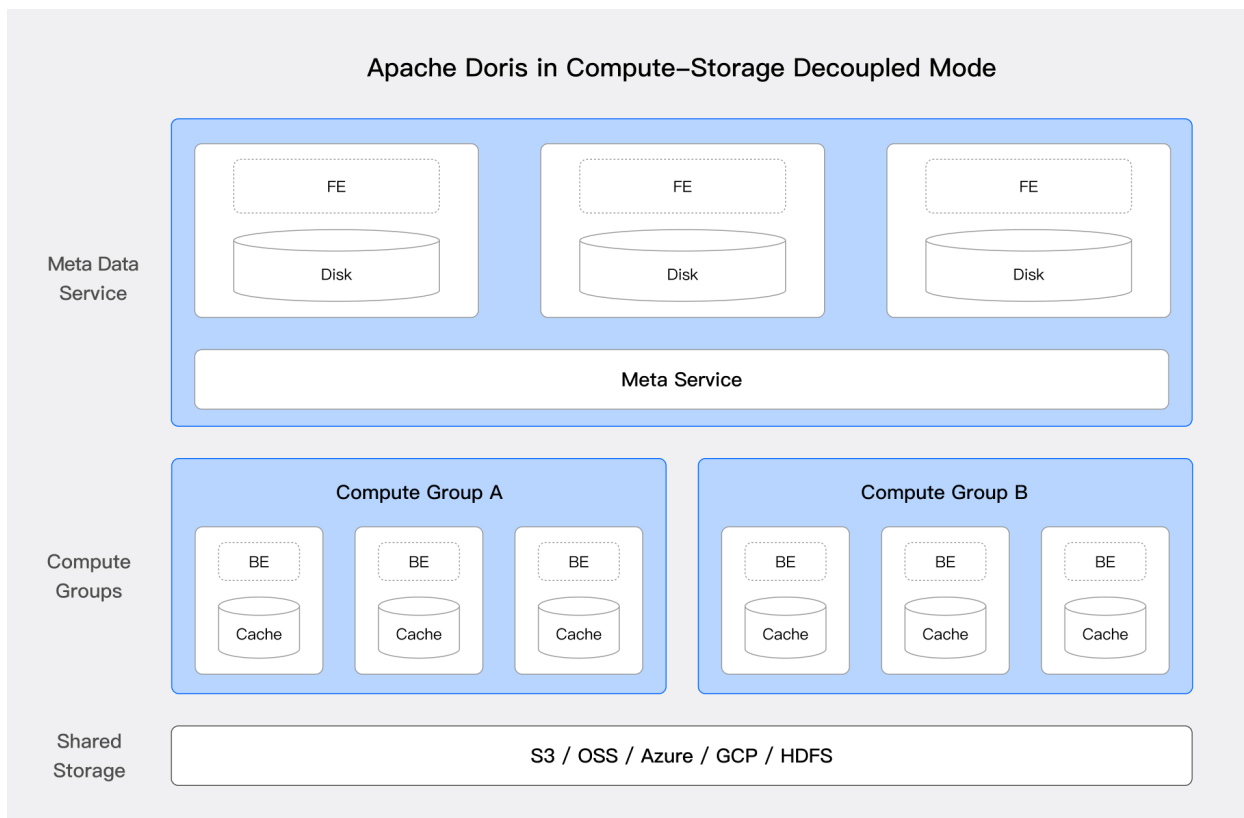 Apache Doris in Compute–Storage Decoupled Mode
Meta Data
Service
FE
FE
FE
Disk
Disk
Disk
Meta Service
Compute
Groups
Compute Group A
BE
BE
BE
Cache
Cache
Cache
Compute Group B
BE
BE
BE
Cache
Cache
Cache
Shared
Storage
S3 / OSS / Azure / GCP / HDFS